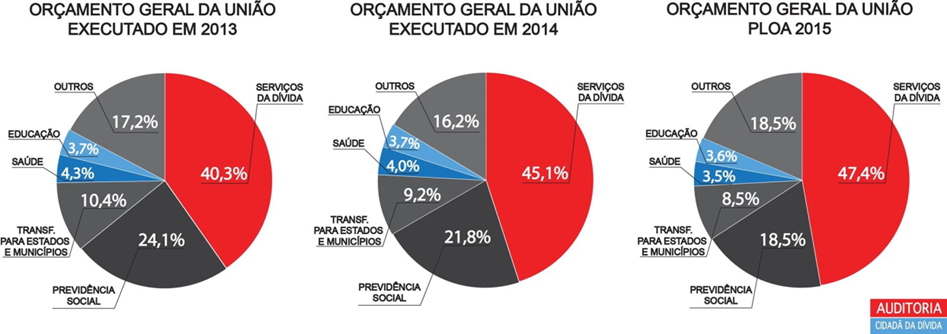 ORÇAMENTO GERAL DA UNIÃO
EXECUTADO EM 2013
OUTROS
SERVIÇOS
DA DÍVIDA
17,2%
EDUCAÇÃO
3,7%
SAÚDE
4,3%
40,3%
10,4%
TRANSF.
PARA ESTADOS
E MUNICÍPIOS
24,1%
PREVIDÊNCIA
SOCIAL
ORÇAMENTO GERAL DA UNIÃO
EXECUTADO EM 2014
OUTROS
SERVIÇOS
DA DÍVIDA
EDUCAÇÃO
16,2%
3,7%
SAÚDE
4,0%
45,1%
9,2%
TRANSF.
PARA ESTADOS
E MUNICÍPIOS
21,8%
PREVIDÊNCIA
SOCIAL
ORÇAMENTO GERAL DA UNIÃO
PLOA 2015
OUTROS
SERVIÇOS
DA DÍVIDA
18,5%
EDUCAÇÃO
3,6%
SAÚDE
3,5%
47,4%
8,5%
TRANSF.
PARA ESTADOS
E MUNICÍPIOS
18,5%
PREVIDÊNCIA
SOCIAL
AUDITORIA
CIDADÃ DA DÍVIDA